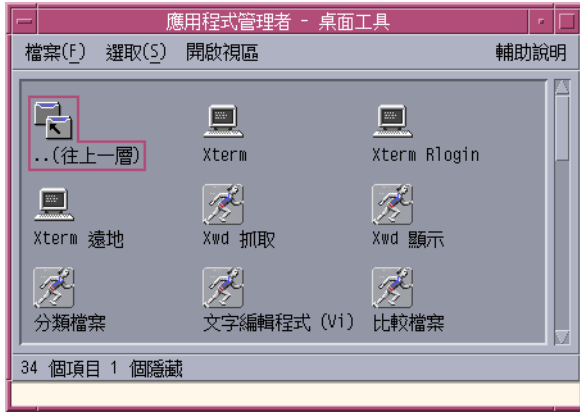 應用程式管理者 - 桌面工具
檔案(F) 選取(S) 開啟視區 輔助說明
..(往上一層)
Xterm
Xterm Rlogin
Xterm 遠地
Xwd 抓取
Xwd 顯示
分類檔案
文字編輯程式 (Vi)
比較檔案
34 個項目 1 個隱藏